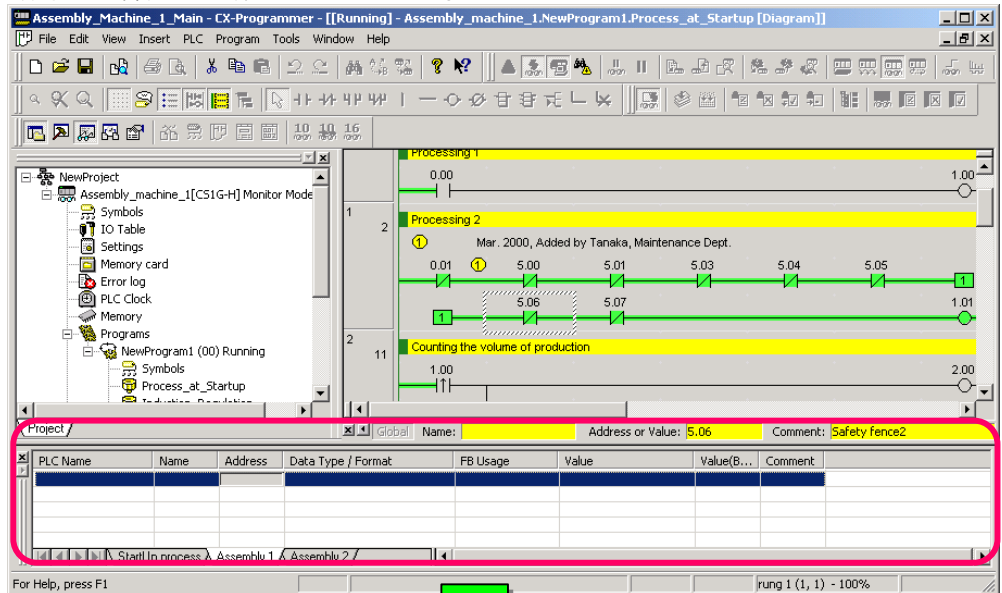 Assembly_Machine_1_Main - CX-Programmer - [[Running] - Assembly_machine_1.NewProgram1.Process_at_Startup [Diagram]]
File Edit View Insert PLC Program Tools Window Help
10 10 16
NewProject
Assembly_machine_1[CS1G-H] Monitor Mode
Symbols
IO Table
Settings
Memory card
Error log
PLC Clock
Memory
Programs
NewProgram1 (00) Running
Symbols
Process_at_Startup
Project
Processing 1
0.00 1.00
1 2
Processing 2
1 Mar. 2000, Added by Tanaka, Maintenance Dept.
0.01 1 5.00 5.01 5.03 5.04 5.05
1
5.06 5.07 1.01
1
2 11
Counting the volume of production
1.00 2.00
Global Name: Address or Value: 5.06 Comment: Safety fence2
PLC Name Name Address Data Type / Format FB Usage Value Value(B... Comment
StartUp process Assembly 1 Assembly 2
For Help, press F1 rung 1 (1, 1) - 100%